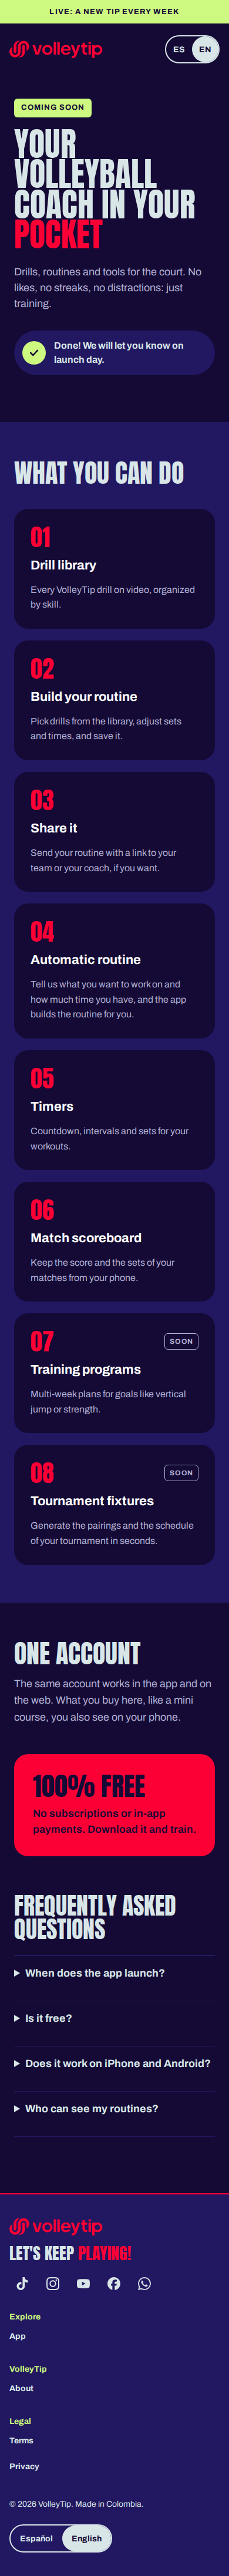 LIVE: A NEW TIP EVERY WEEK
volleytip
ES EN
COMING SOON
YOUR
VOLLEYBALL
COACH IN YOUR
POCKET
Drills, routines and tools for the court. No
likes, no streaks, no distractions: just
training.
Done! We will let you know on
launch day.
WHAT YOU CAN DO
01
Drill library
Every VolleyTip drill on video, organized
by skill.
02
Build your routine
Pick drills from the library, adjust sets
and times, and save it.
03
Share it
Send your routine with a link to your
team or your coach, if you want.
04
Automatic routine
Tell us what you want to work on and
how much time you have, and the app
builds the routine for you.
05
Timers
Countdown, intervals and sets for your
workouts.
06
Match scoreboard
Keep the score and the sets of your
matches from your phone.
07
SOON
Training programs
Multi-week plans for goals like vertical
jump or strength.
08
SOON
Tournament fixtures
Generate the pairings and the schedule
of your tournament in seconds.
ONE ACCOUNT
The same account works in the app and on
the web. What you buy here, like a mini
course, you also see on your phone.
100% FREE
No subscriptions or in-app
payments. Download it and train.
FREQUENTLY ASKED
QUESTIONS
When does the app launch?
Is it free?
Does it work on iPhone and Android?
Who can see my routines?
volleytip
LET'S KEEP PLAYING!
Explore
App
VolleyTip
About
Legal
Terms
Privacy
© 2026 VolleyTip. Made in Colombia.
Español English